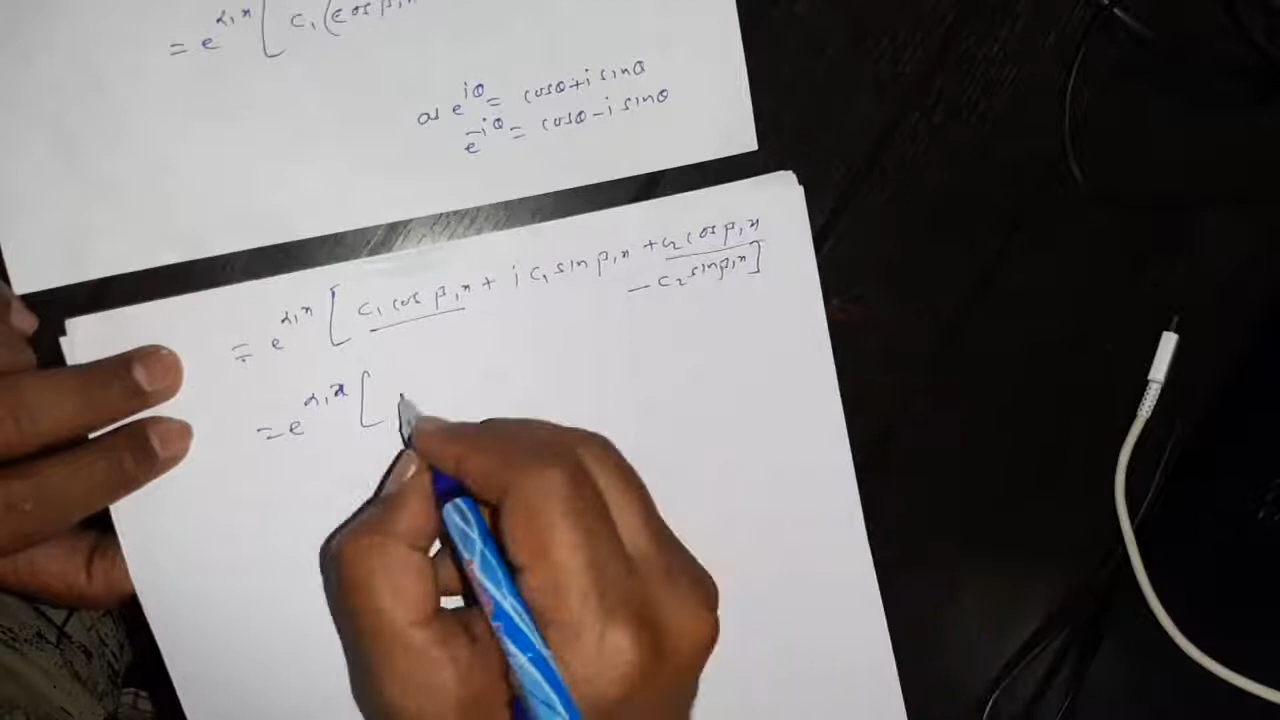 = e^{α₁x} [ c₁(cos β₁x
as e^{iθ} = cosθ + i sinθ
e^{-iθ} = cosθ - i sinθ
= e^{α₁x} [ c₁ cos β₁x + i c₁ sin β₁x + c₂ cos β₁x
- c₂ sin β₁x ]
= e^{α₁x} [